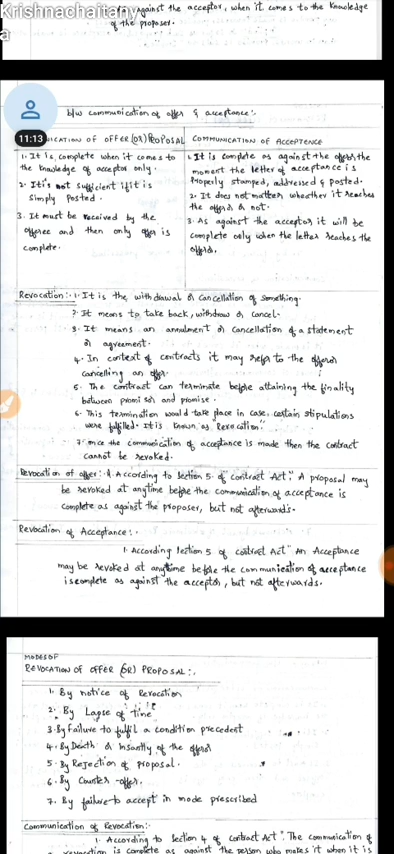 Krishnachaitany
a
against the acceptor, when it comes to the knowledge
of the proposer.
b/w communication of offer & acceptance:.
11:13
ICATION OF OFFER (OR) PROPOSAL
COMMUNICATION OF ACCEPTENCE
1. It is complete when it comes to
the knowledge of acceptor only.
2. It is not sufficient if it is
simply posted.
3. It must be received by the
offeree and then only offer is
complete.
1. It is complete as against the offeror the
moment the letter of acceptance is
Properly stamped, addressed & posted.
2. It does not matter, whether it reaches
the offeror or not.
3. As against the acceptor it will be
complete only when the letter reaches the
offeror.
Revocation:- 1. It is the withdrawal or cancellation of something.
2. It means to take back, withdraw or cancel.
3. It means an annulment or cancellation of a statement
or agreement.
4. In context of contracts it may refer to the offeror
cancelling an offer.
5. The contract can terminate before attaining the finality
between promisor and promise.
6. This termination would take place in case certain stipulations
were fulfilled. It is known as Revocation."
7. once the communication of acceptance is made then the contract
cannot be revoked.
Revocation of offer: 1. According to section 5 of contract Act," A proposal may
be revoked at anytime before the communication of acceptance is
complete as against the proposer, but not afterwards.
Revocation of Acceptance:.
1. According section 5 of contract Act" An Acceptance
may be revoked at anytime before the communication of acceptance
is complete as against the acceptor, but not afterwards.
MODES OF
REVOCATION OF OFFER (OR) PROPOSAL:.
1. By notice of Revocation
2. By Lapse of time
3. By Failure to fulfil a condition precedent
4. By Death or Insanity of the offeror
5. By Rejection of Proposal.
6. By Counter-offer.
7. By failure to accept in mode prescribed
Communication of Revocation:-
1. According to section 4 of contract Act". The communication of
revocation is complete as against the person who makes it when it is